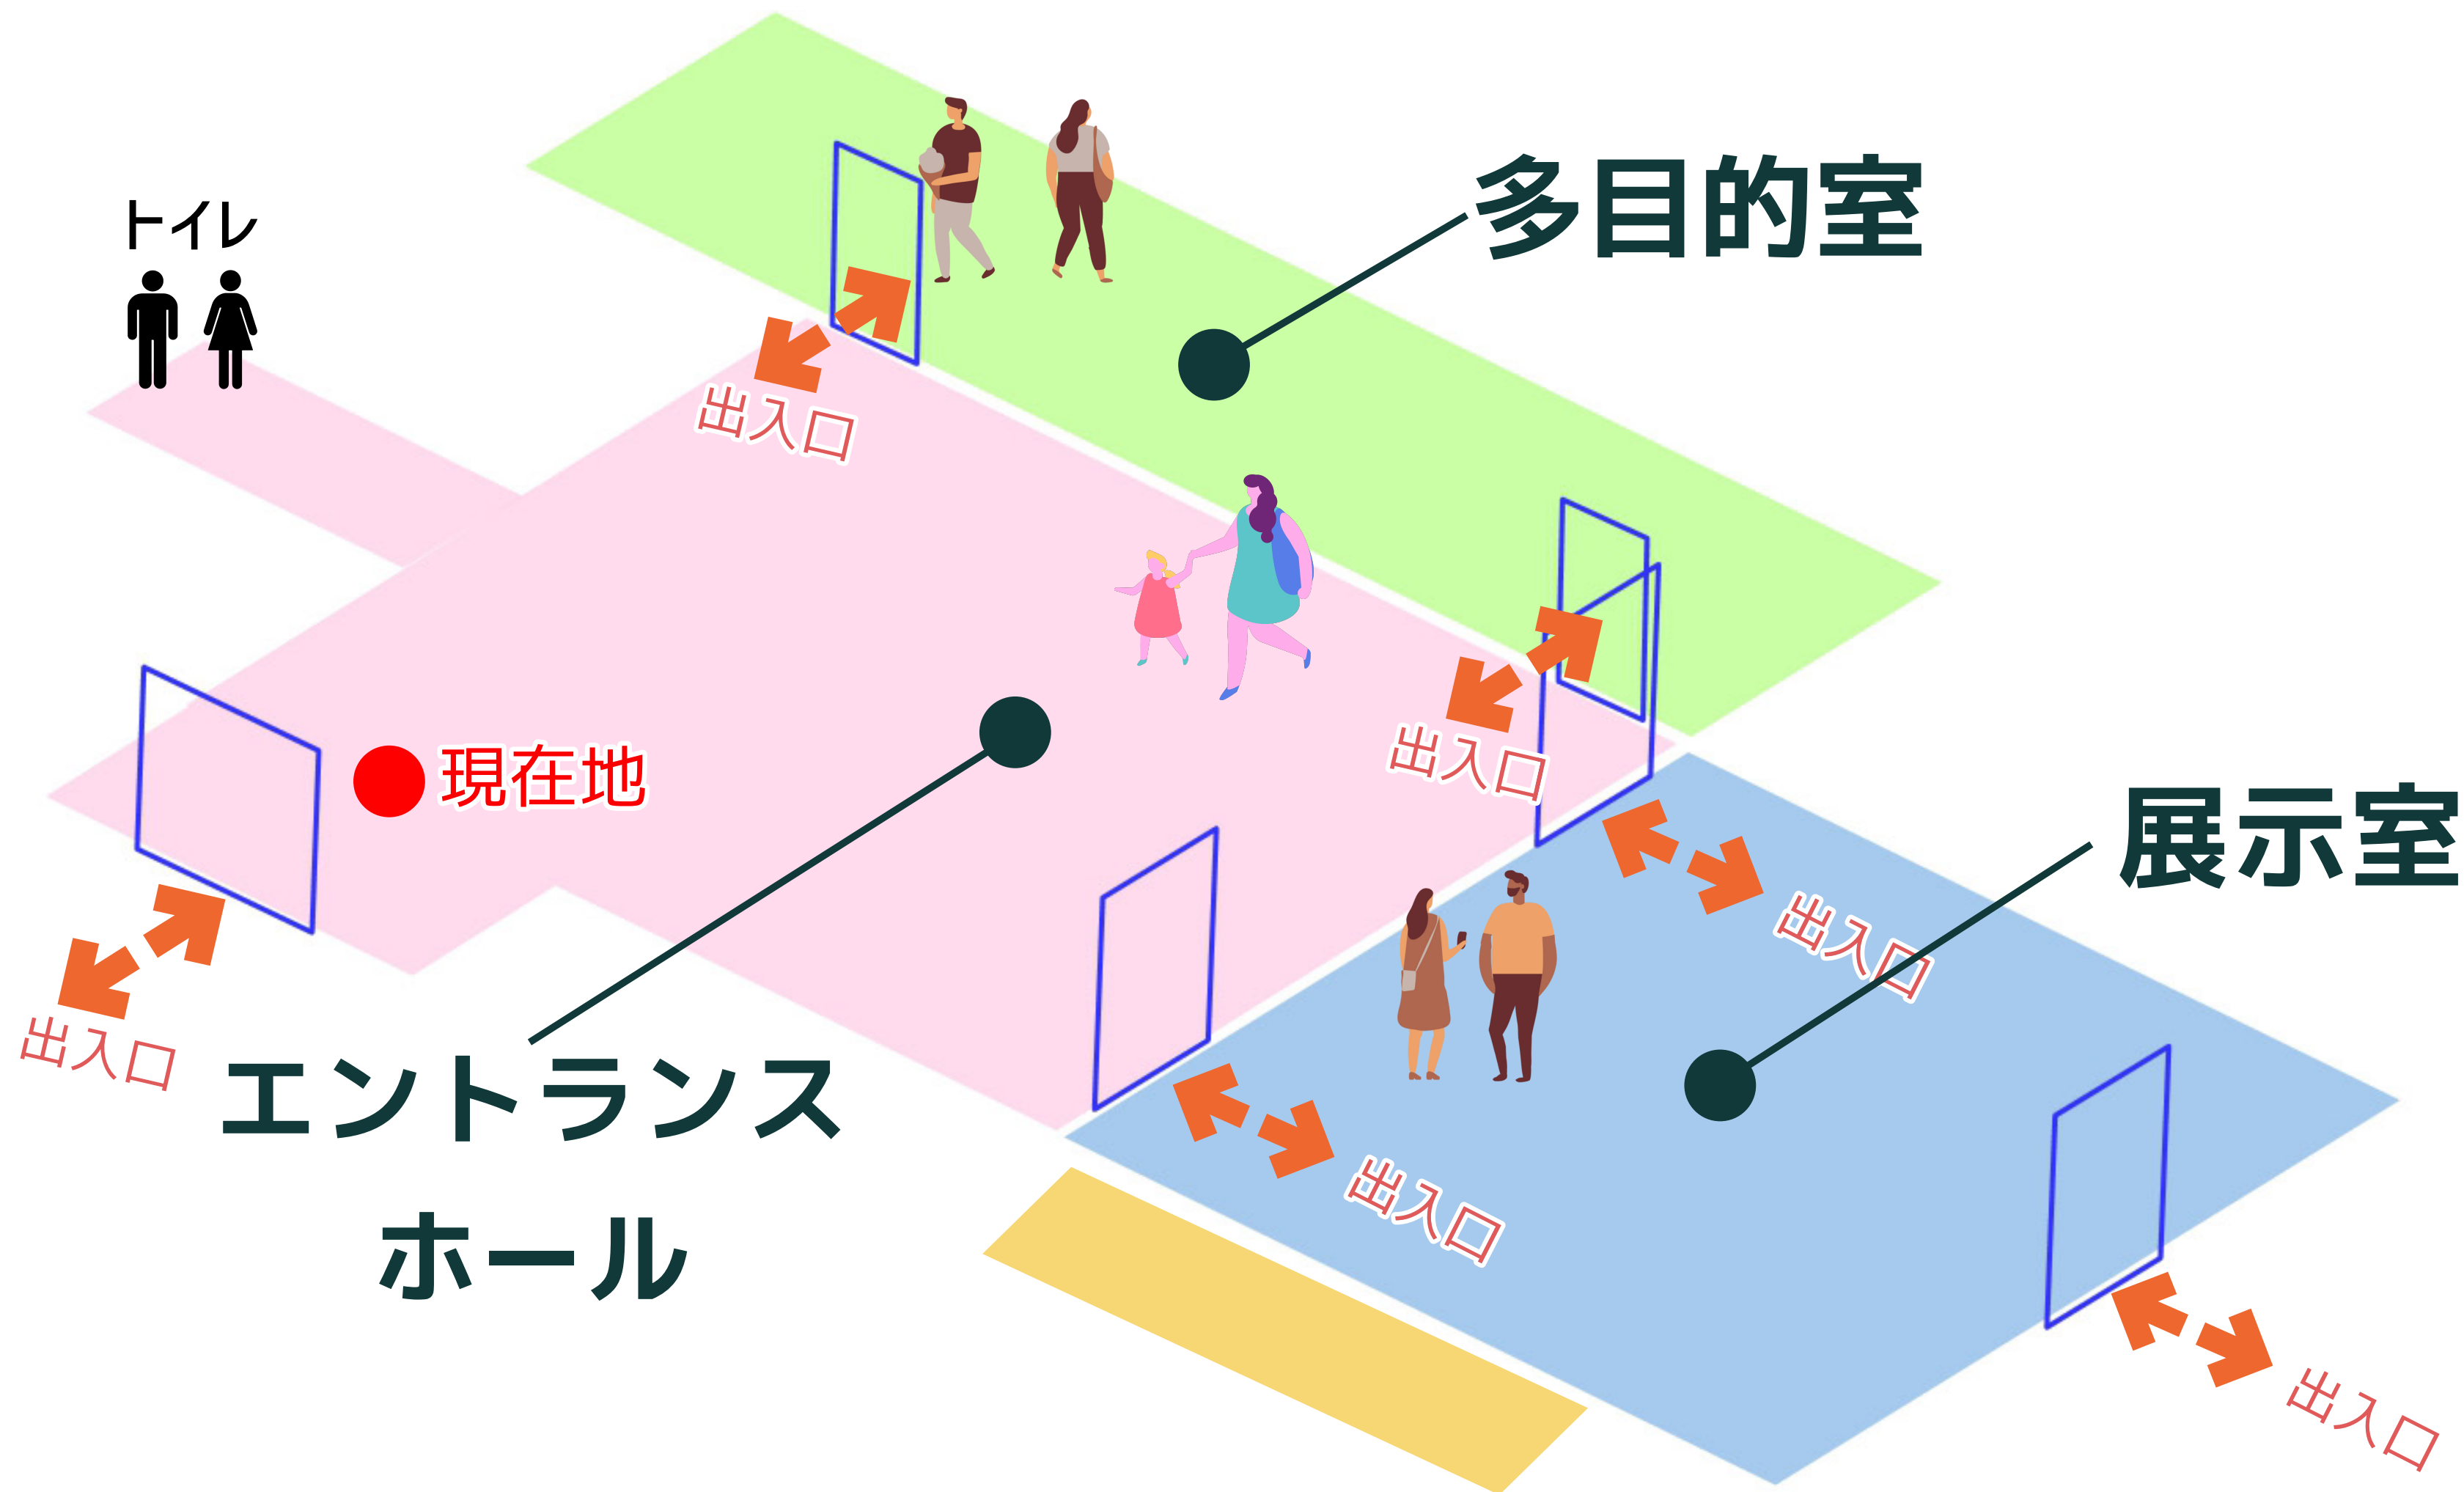 多目的室
トイレ
出入口
出入口
現在地
展示室
出入口
出入口
エントランス
ホール
出入口
出入口